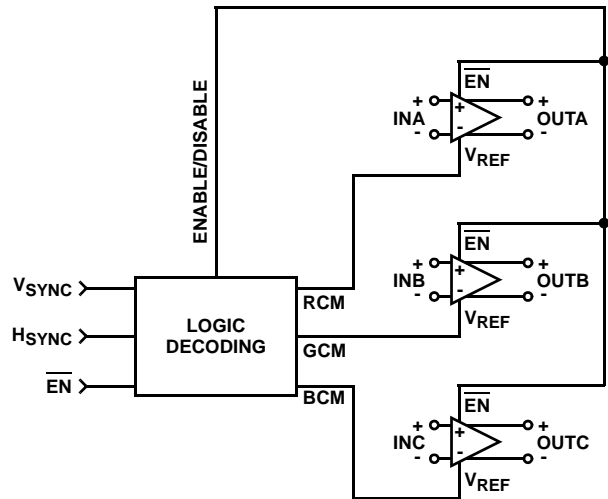 ENABLE/DISABLE
EN
+ + +
INA OUTA
- - -
VREF
EN
+ + +
INB OUTB
- - -
VREF
VSYNC
HSYNC
EN
LOGIC
DECODING
RCM
GCM
BCM
EN
+ + +
INC OUTC
- - -
VREF